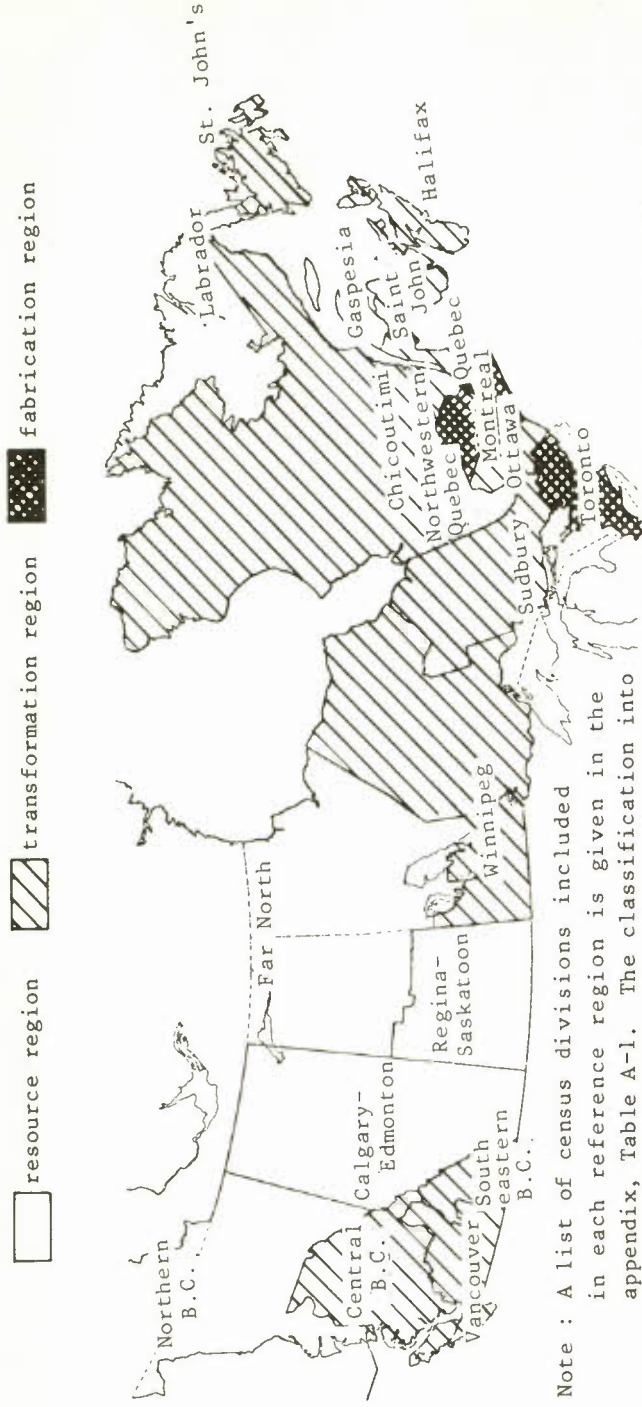 resource region
transformation region
fabrication region
Northern
B.C.
Far North
Labrador
St. John's
Central
B.C.
Calgary-
Edmonton
Regina-
Saskatoon
Winnipeg
Vancouver
South
eastern
B.C.
Chicoutimi
Northwestern
Quebec
Gaspesia
Saint
John
Quebec
Montreal
Ottawa
Halifax
Sudbury
Toronto
Note : A list of census divisions included
in each reference region is given in the
appendix, Table A-1. The classification into